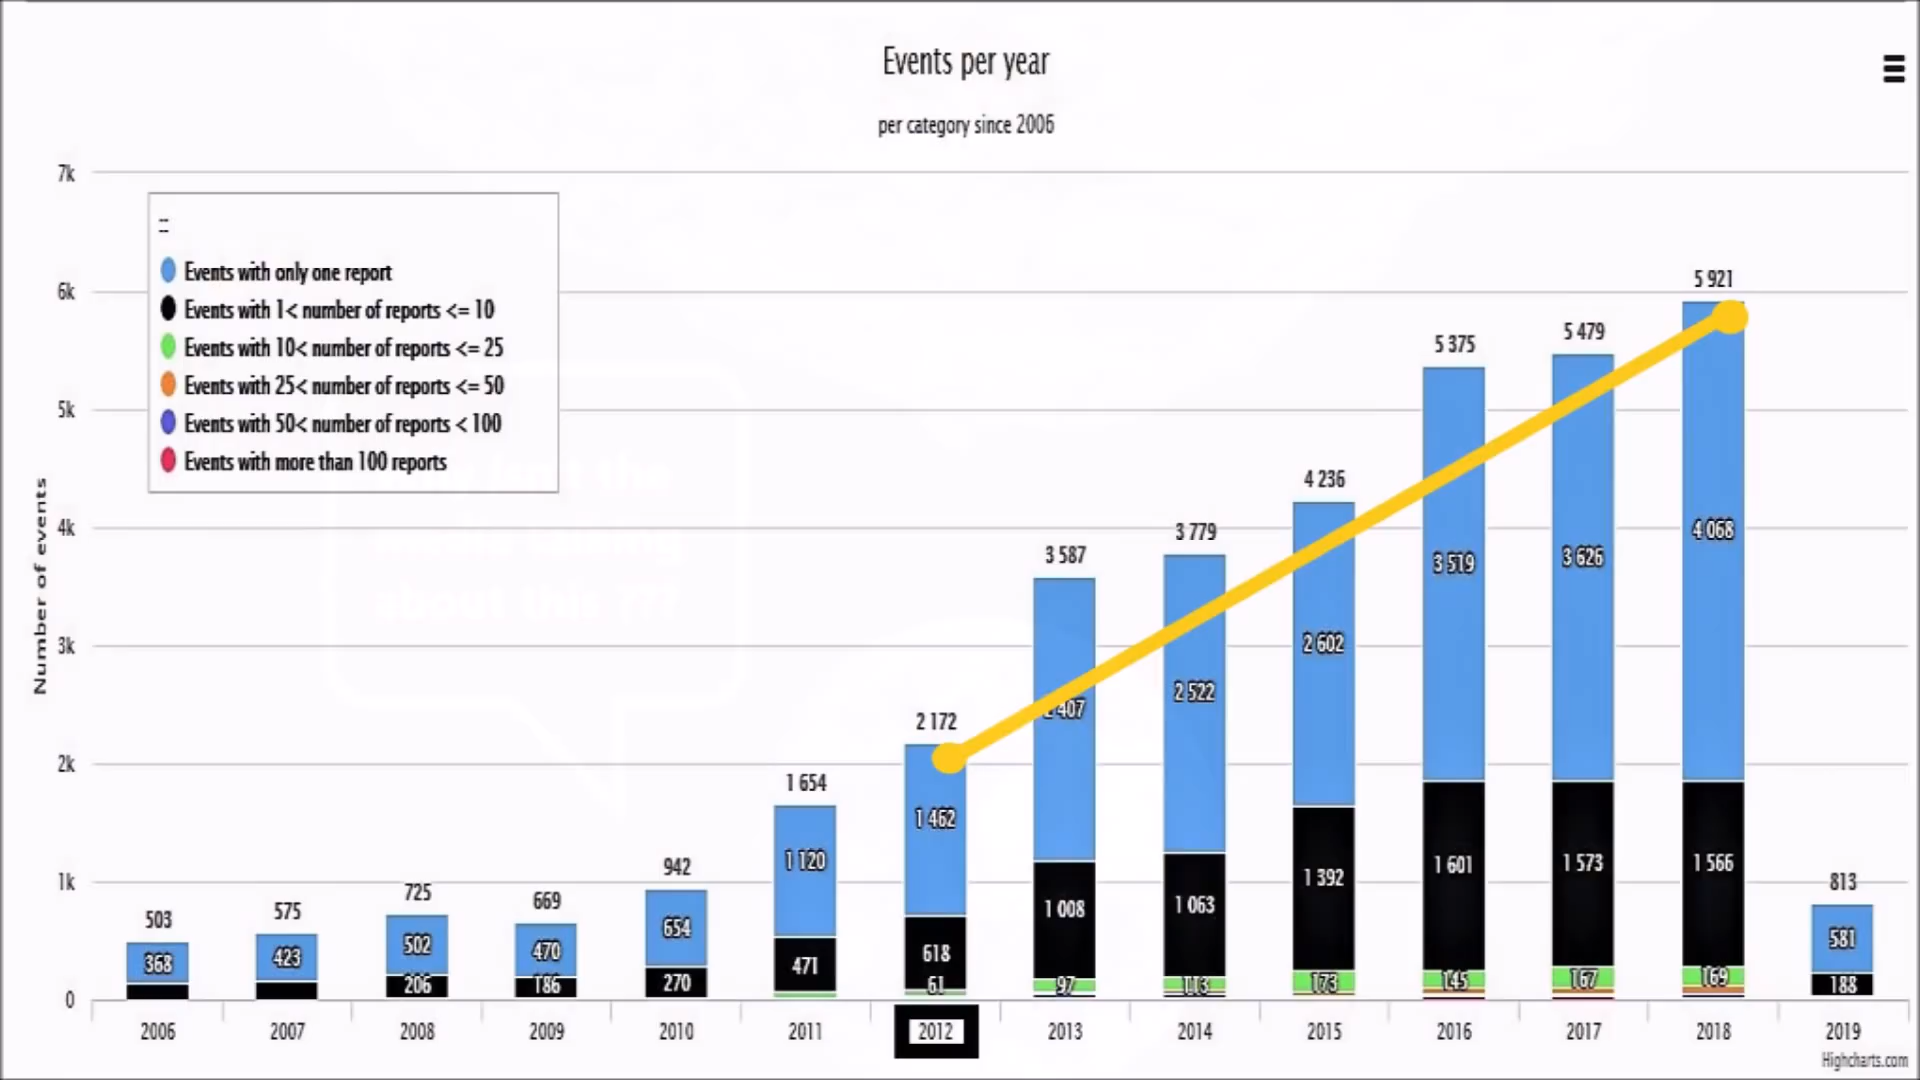 Events per year
per category since 2006
7k
6k
5k
4k
3k
2k
1k
0
Number of events
Events with only one report
Events with 1< number of reports <= 10
Events with 10< number of reports <= 25
Events with 25< number of reports <= 50
Events with 50< number of reports < 100
Events with more than 100 reports
about this ???
503
368
575
423
725
502
206
669
470
186
942
654
270
1 654
1 120
471
2 172
1 462
618
61
3 587
407
1 008
97
3 779
2 522
1 063
113
4 236
2 602
1 392
173
5 375
3 519
1 601
145
5 479
3 626
1 573
167
5 921
4 068
1 566
169
813
581
188
2006 2007 2008 2009 2010 2011 2012 2013 2014 2015 2016 2017 2018 2019
Highcharts.com